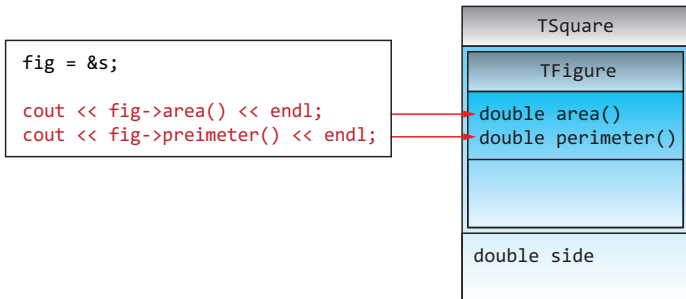 fig = &s;
cout << fig->area() << endl;
cout << fig->preimeter() << endl;
TSquare
TFigure
double area()
double perimeter()
double side